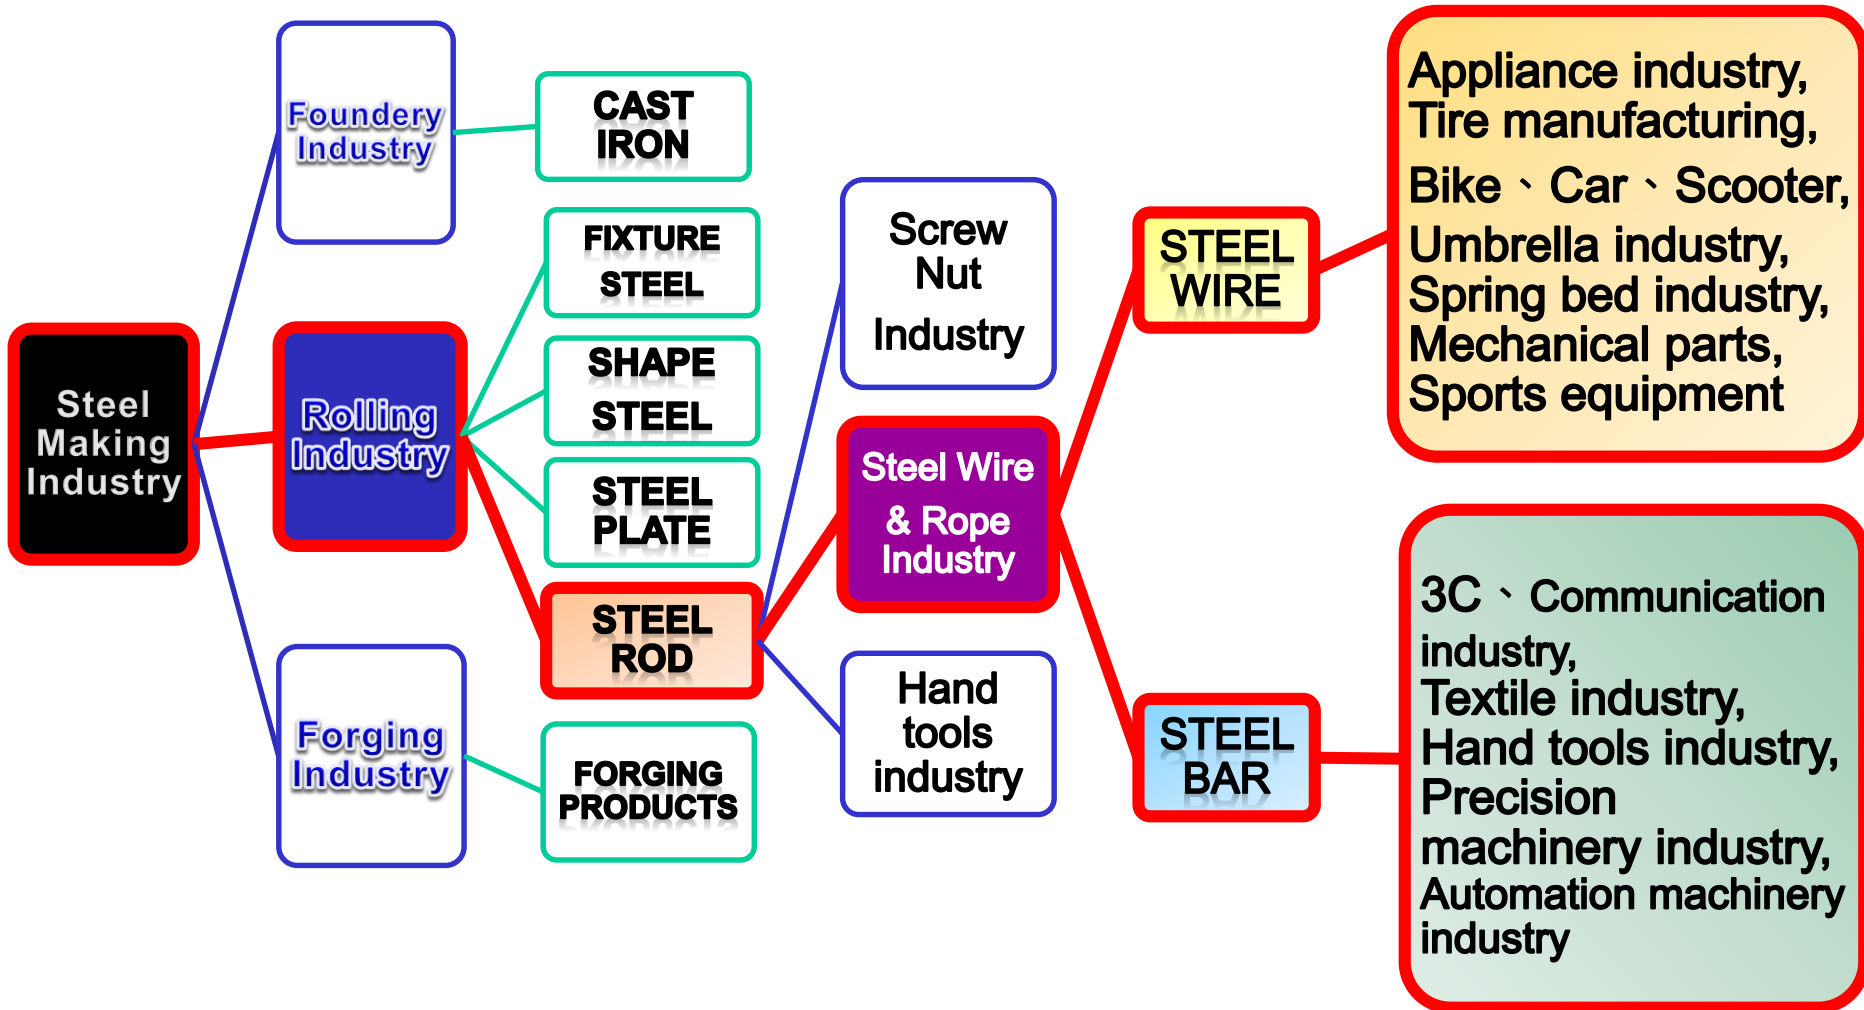 Steel
Making
Industry
Foundery
Industry
Rolling
Industry
Forging
Industry
CAST
IRON
FIXTURE
STEEL
SHAPE
STEEL
STEEL
PLATE
STEEL
ROD
FORGING
PRODUCTS
Screw
Nut
Industry
Steel Wire
& Rope
Industry
Hand
tools
industry
STEEL
WIRE
STEEL
BAR
Appliance industry,
Tire manufacturing,
Bike、Car、Scooter,
Umbrella industry,
Spring bed industry,
Mechanical parts,
Sports equipment
3C、Communication
industry,
Textile industry,
Hand tools industry,
Precision
machinery industry,
Automation machinery
industry